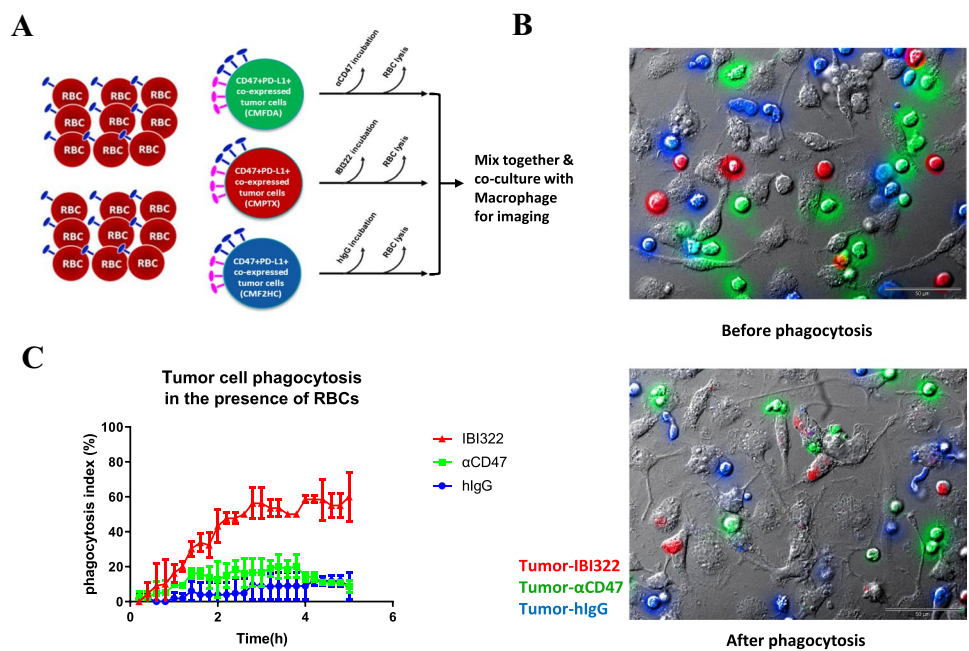 A
RBC RBC RBC
RBC RBC RBC
RBC RBC RBC
RBC RBC RBC
RBC RBC RBC
RBC RBC RBC
CD47+PD-L1+
co-expressed
tumor cells
(CMFDA)
αCD47 incubation
RBC lysis
CD47+PD-L1+
co-expressed
tumor cells
(CMPTX)
IBI322 incubation
RBC lysis
CD47+PD-L1+
co-expressed
tumor cells
(CMF2HC)
hIgG incubation
RBC lysis
Mix together &
co-culture with
Macrophage
for imaging
B
50 μm
Before phagocytosis
50 μm
After phagocytosis
Tumor-IBI322
Tumor-αCD47
Tumor-hIgG
C
Tumor cell phagocytosis
in the presence of RBCs
phagocytosis index (%)
100
80
60
40
20
0
0 2 4 6
Time(h)
IBI322
αCD47
hIgG